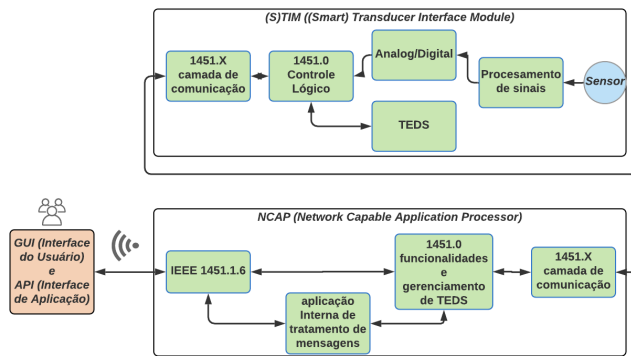 (S)TIM ((Smart) Transducer Interface Module)
1451.X
camada de
comunicação
1451.0
Controle
Lógico
Analog/Digital
Procesamento
de sinais
Sensor
TEDS
NCAP (Network Capable Application Processor)
GUI (Interface
do Usuário)
e
API (Interface
de Aplicação)
IEEE 1451.1.6
aplicação
Interna de
tratamento de
mensagens
1451.0
funcionalidades
e
gerenciamento
de TEDS
1451.X
camada de
comunicação